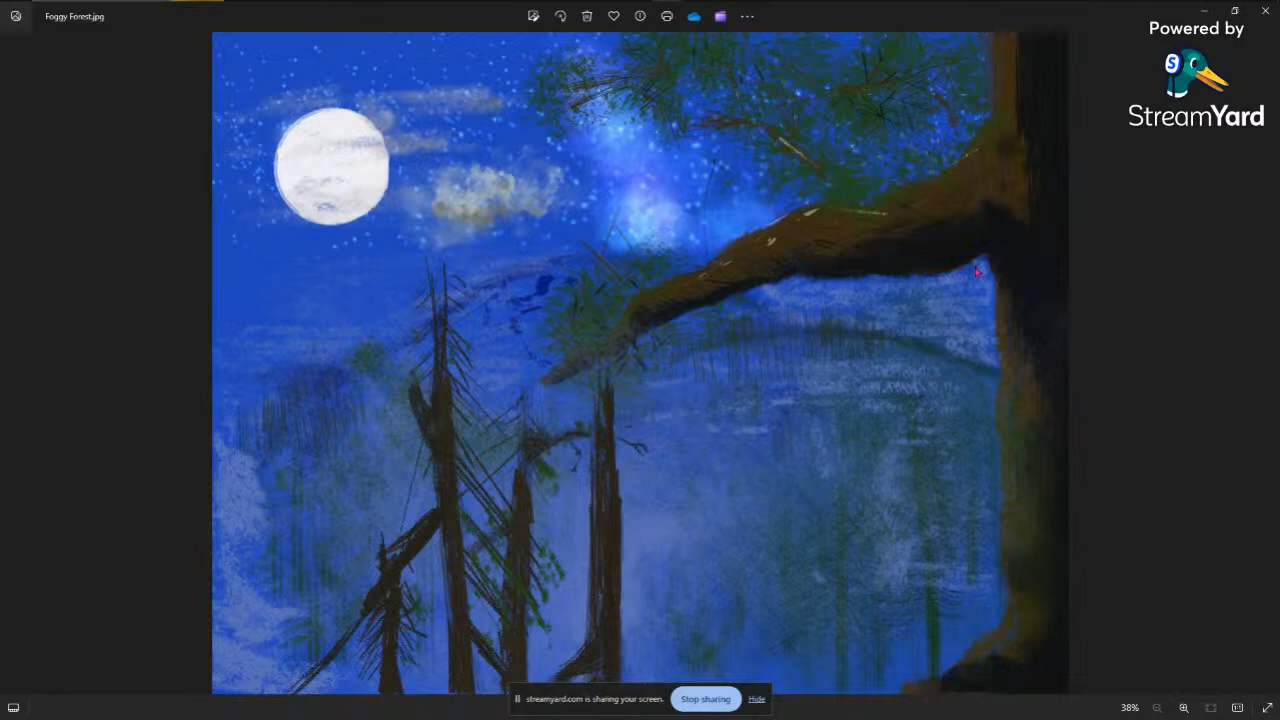 Foggy Forest.jpg
Powered by
S
StreamYard
streamyard.com is sharing your screen.
Stop sharing
Hide
38%